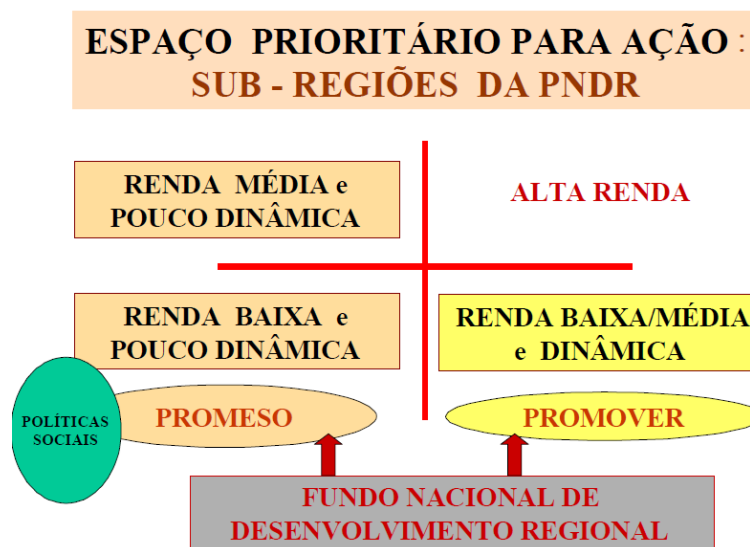 ESPAÇO PRIORITÁRIO PARA AÇÃO :
SUB - REGIÕES DA PNDR
RENDA MÉDIA e
POUCO DINÂMICA
ALTA RENDA
RENDA BAIXA e
POUCO DINÂMICA
RENDA BAIXA/MÉDIA
e DINÂMICA
POLÍTICAS
SOCIAIS
PROMESO
PROMOVER
FUNDO NACIONAL DE
DESENVOLVIMENTO REGIONAL